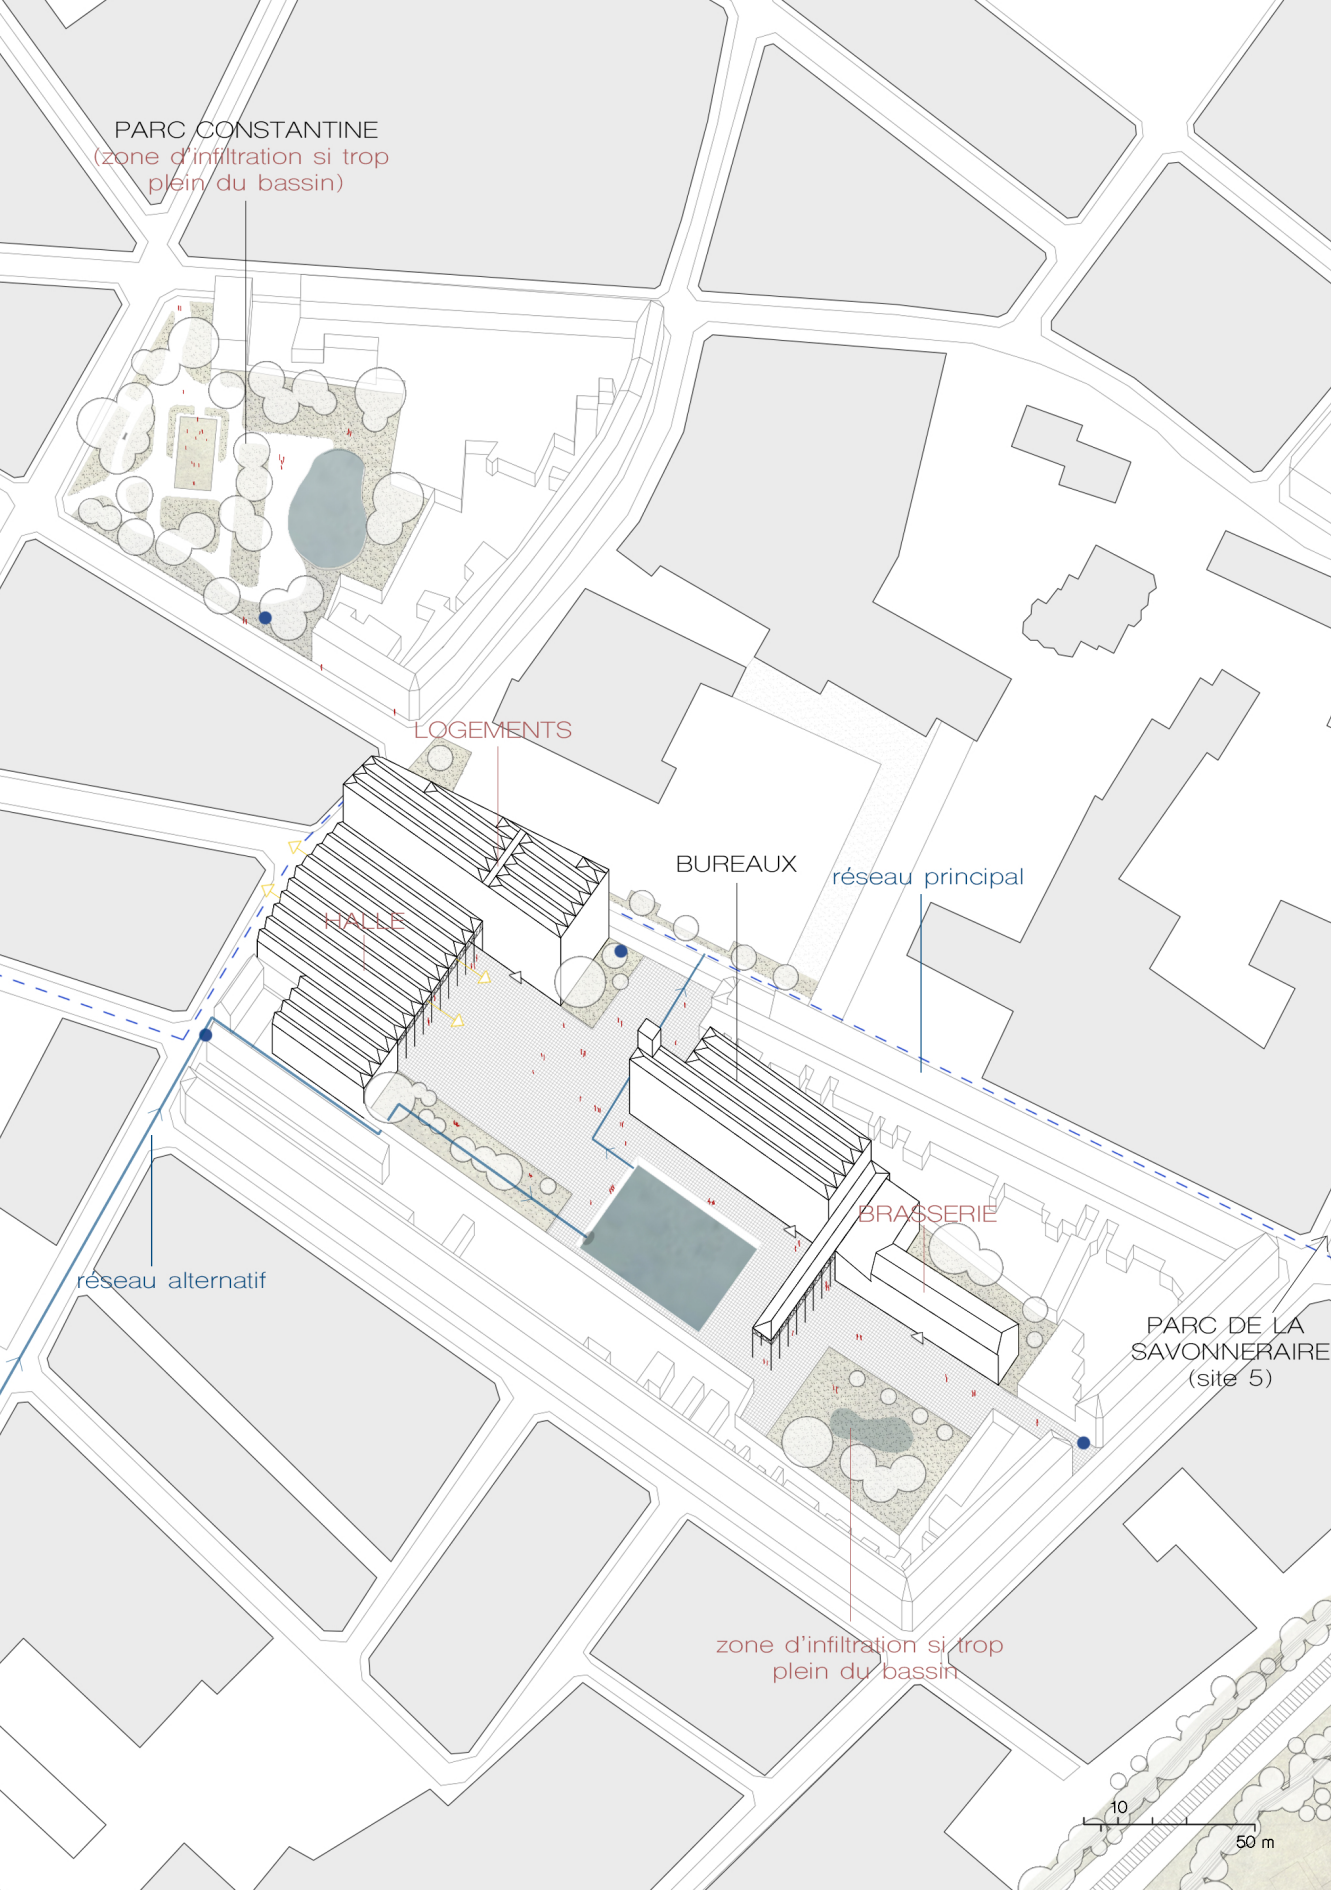 PARC CONSTANTINE
(zone d'infiltration si trop
plein du bassin)
LOGEMENTS
BUREAUX
réseau principal
HALLE
BRASSERIE
réseau alternatif
PARC DE LA
SAVONNERAIRE
(site 5)
zone d'infiltration si trop
plein du bassin
10
50 m